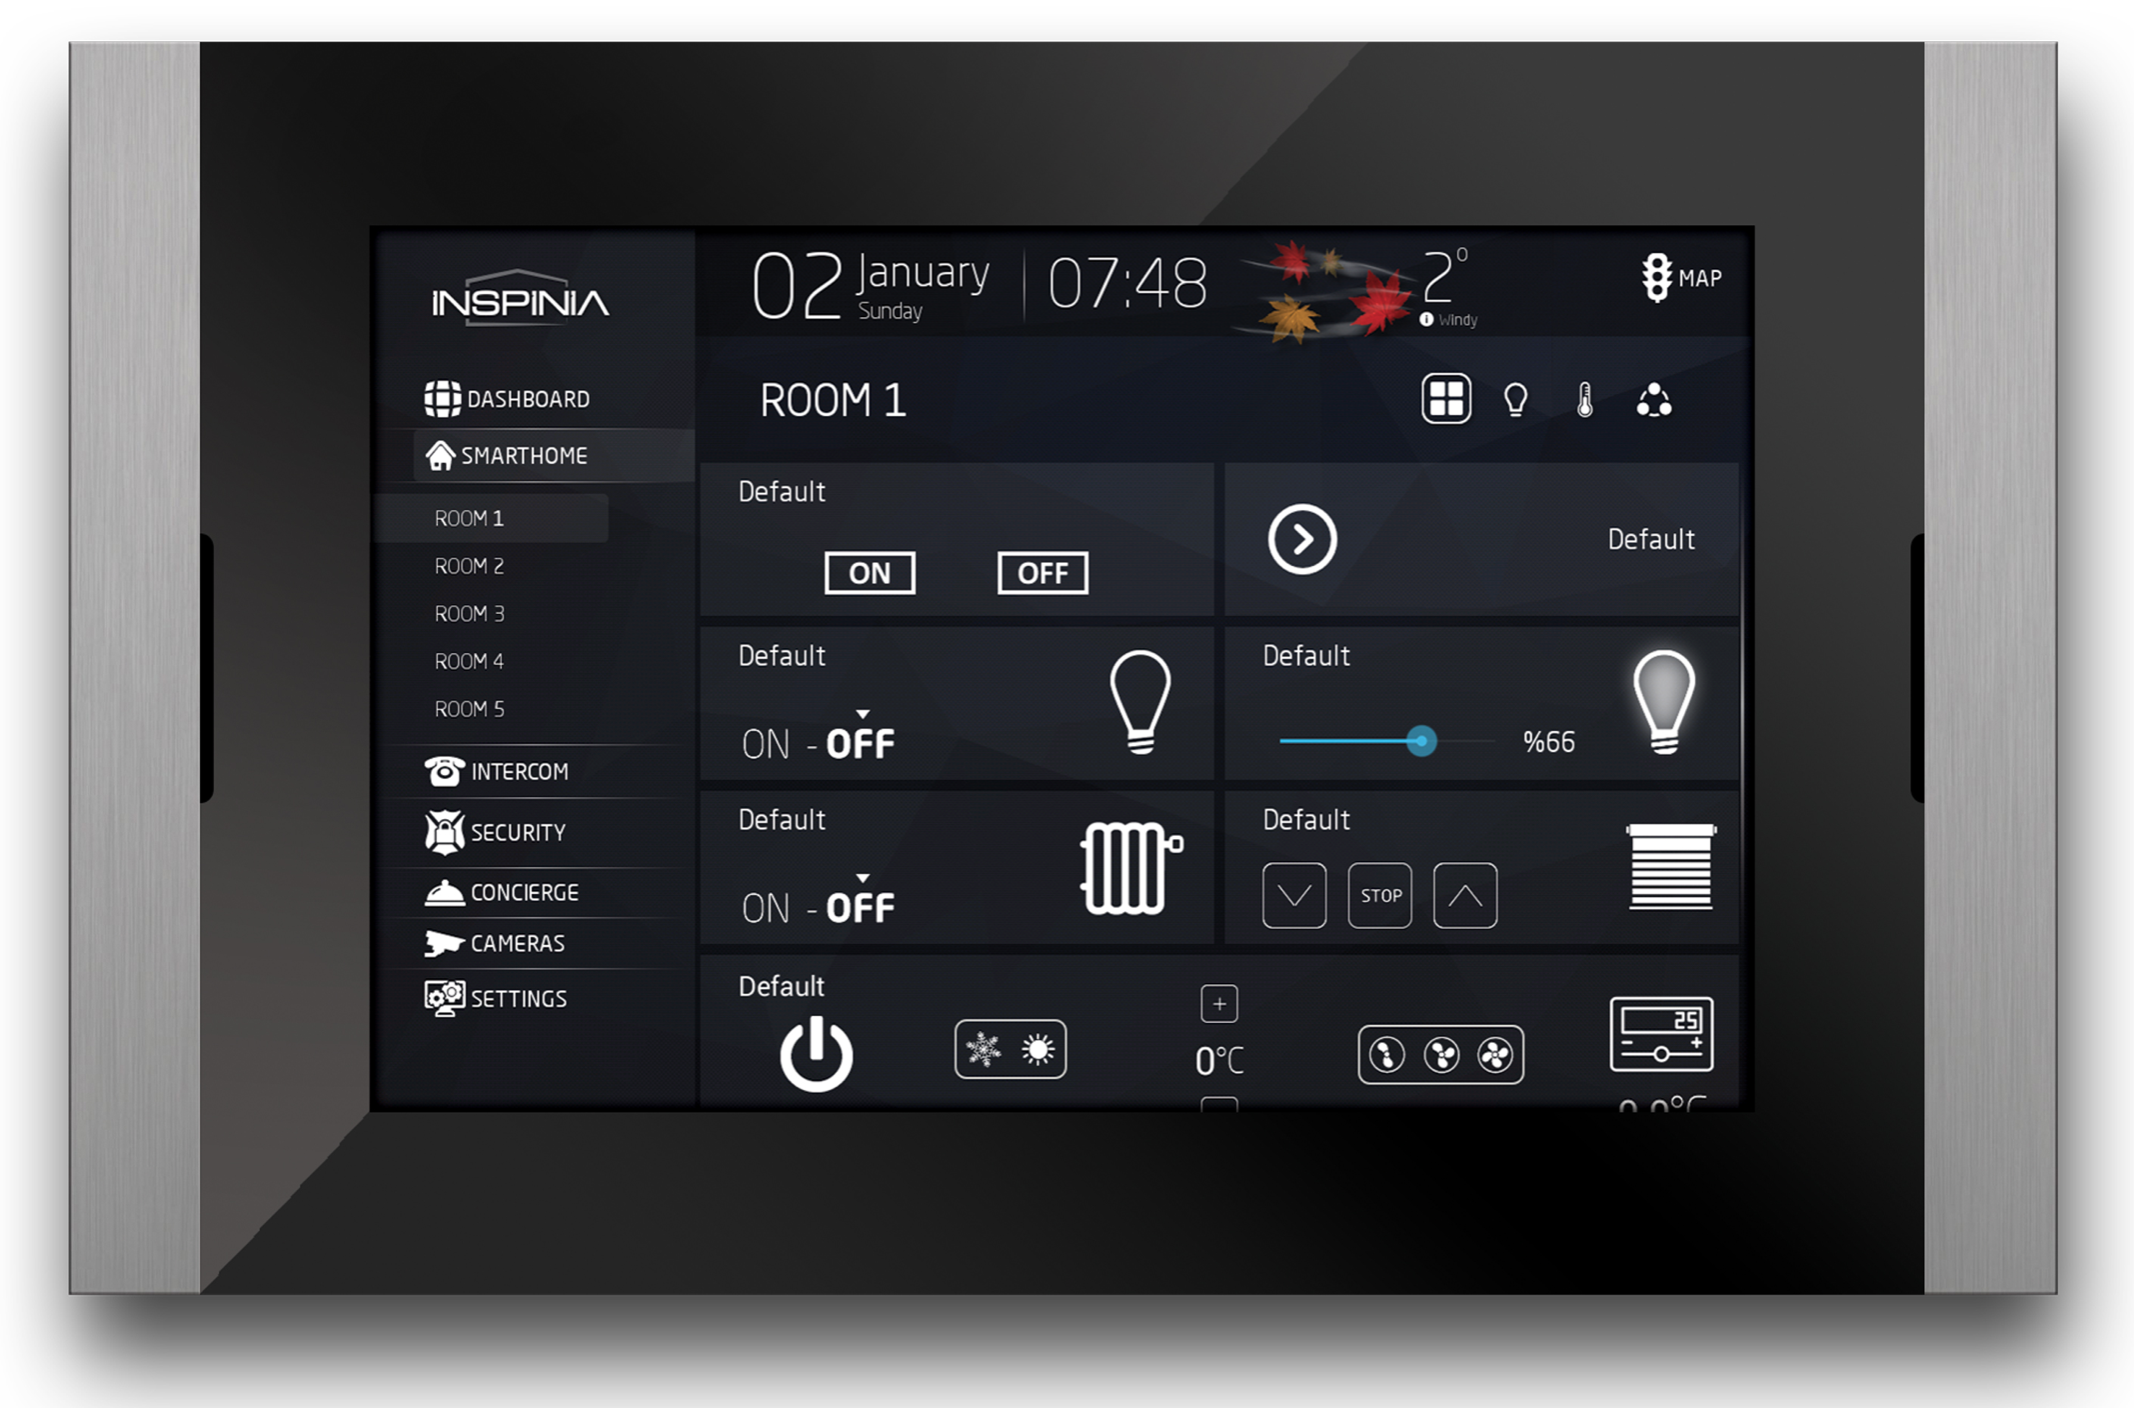 INSPINIA
DASHBOARD
SMARTHOME
ROOM 1
ROOM 2
ROOM 3
ROOM 4
ROOM 5
INTERCOM
SECURITY
CONCIERGE
CAMERAS
SETTINGS
02 January
Sunday
07:48
2°
Windy
MAP
ROOM 1
Default
ON OFF
Default
Default
ON - OFF
Default
%66
Default
ON - OFF
Default
STOP
Default
+
0°C
25
- +